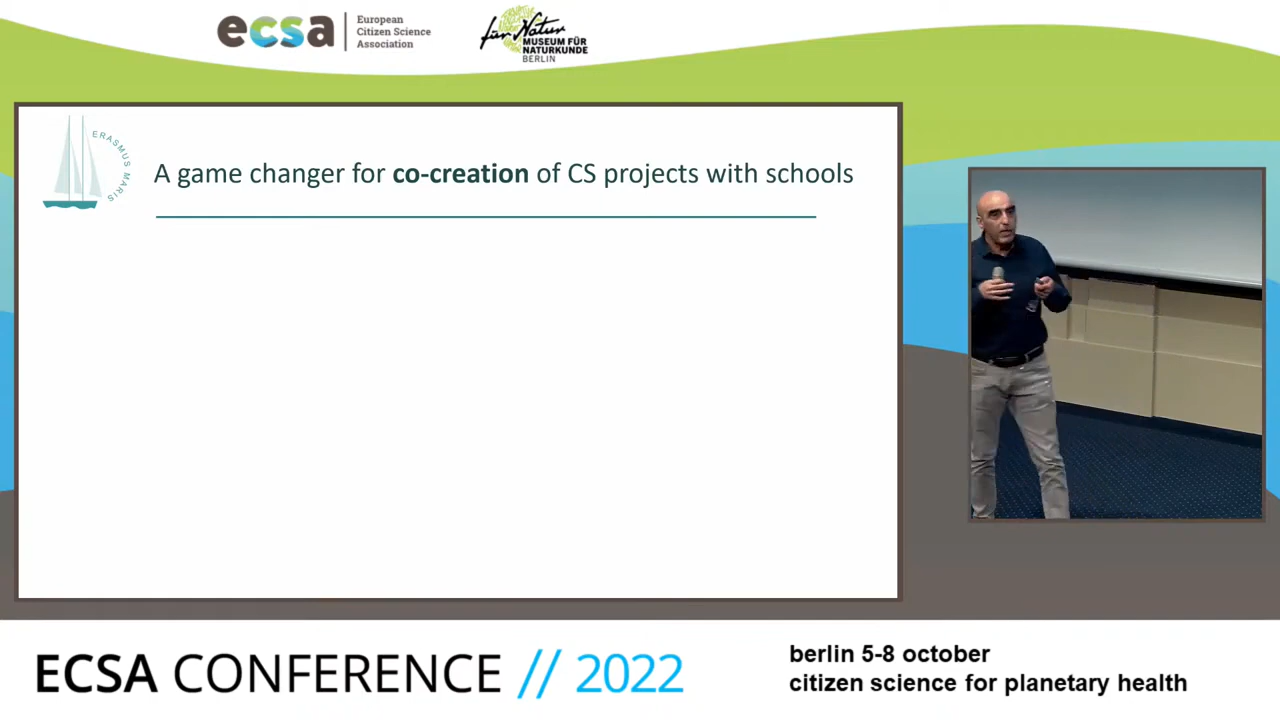 ecsa
European
Citizen Science
Association
für Natur
MUSEUM FÜR
NATURKUNDE
BERLIN
ERASMUS MARIS
A game changer for co-creation of CS projects with schools
ECSA CONFERENCE // 2022
berlin 5-8 october
citizen science for planetary health